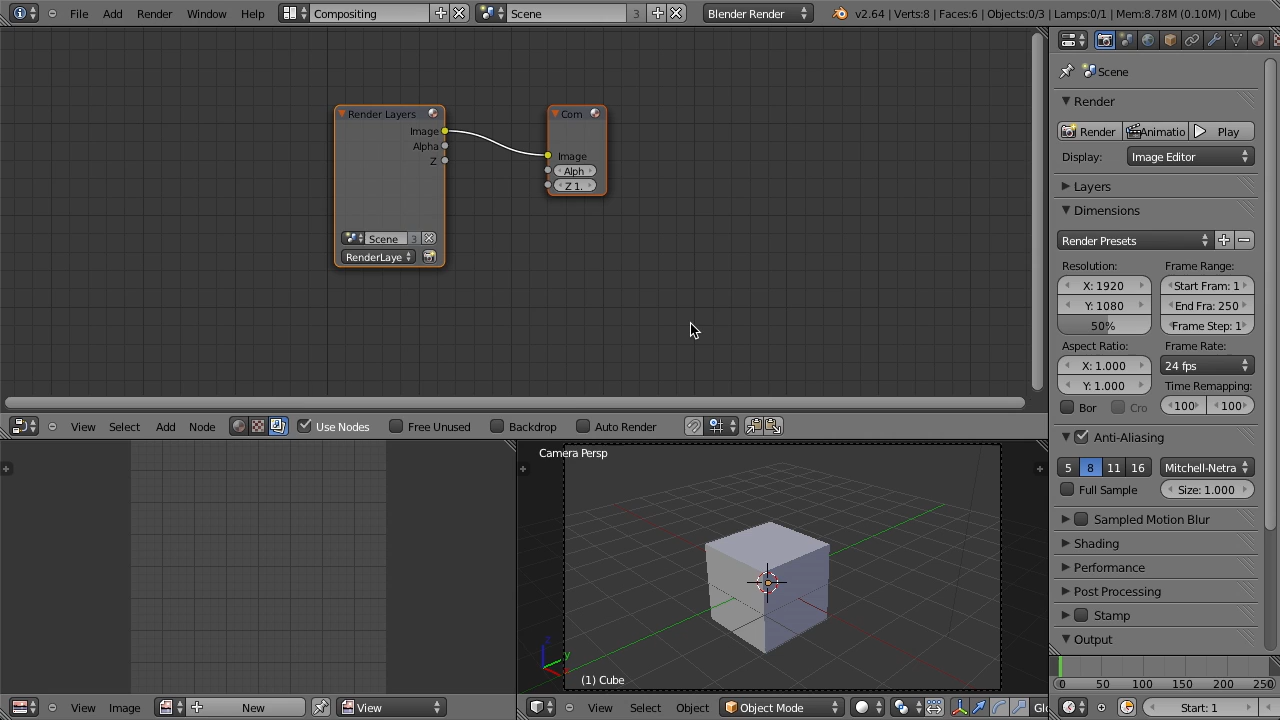 File Add Render Window Help Compositing Scene 3 Blender Render v2.64 | Verts:8 | Faces:6 | Objects:0/3 | Lamps:0/1 | Mem:8.78M (0.10M) | Cube
Scene
Render
Render Animatio Play
Display: Image Editor
Layers
Dimensions
Render Presets
Resolution: Frame Range:
X: 1920 Start Fram: 1
Y: 1080 End Fra: 250
50% Frame Step: 1
Aspect Ratio: Frame Rate:
X: 1.000 24 fps
Y: 1.000 Time Remapping:
Bor Cro 100 100
Anti-Aliasing
5 8 11 16 Mitchell-Netra
Full Sample Size: 1.000
Sampled Motion Blur
Shading
Performance
Post Processing
Stamp
Output
0 50 100 150 200 250
Start: 1
Render Layers
Image
Alpha
Z
Scene 3
RenderLaye
Com
Image
Alph
Z 1.
View Select Add Node Use Nodes Free Unused Backdrop Auto Render
View Image New View
Camera Persp
z
y
(1) Cube
View Select Object Object Mode Glo